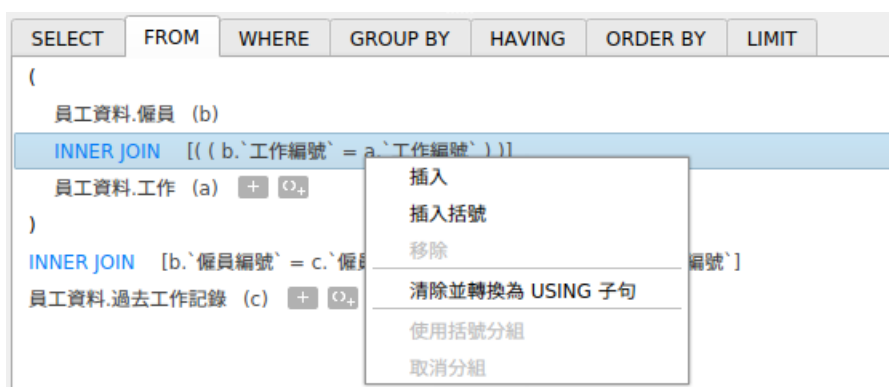 SELECT FROM WHERE GROUP BY HAVING ORDER BY LIMIT
(
員工資料.僱員 (b)
INNER JOIN [( ( b.`工作編號` = a.`工作編號` ) )]
員工資料.工作 (a)
)
INNER JOIN [b.`僱員編號` = c.`僱 編號`]
員工資料.過去工作記錄 (c)
插入
插入括號
移除
清除並轉換為 USING 子句
使用括號分組
取消分組